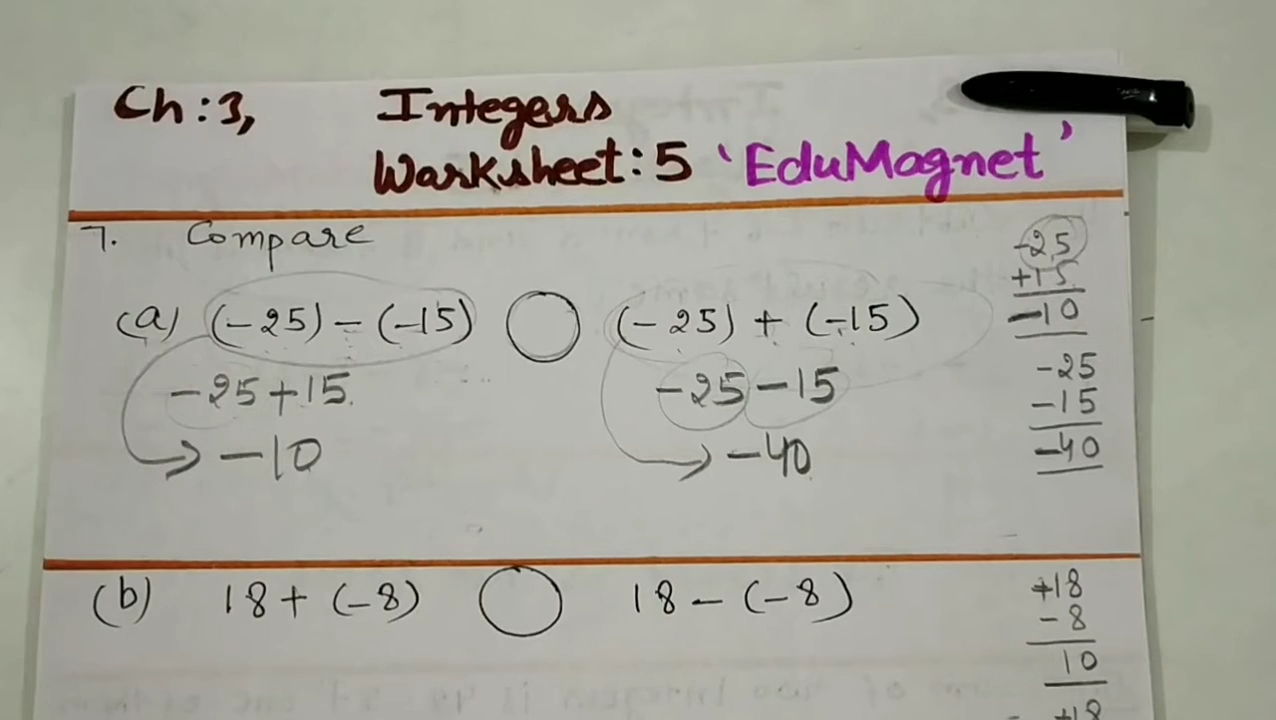 Ch:3, Integers
Worksheet:5 'EduMagnet'
7. Compare
(a) (-25) - (-15) ◯ (-25) + (-15)
-25+15 -25-15
→ -10 → -40
-25
+15
-10
-25
-15
-40
(b) 18 + (-8) ◯ 18 - (-8)
+18
-8
10
+18